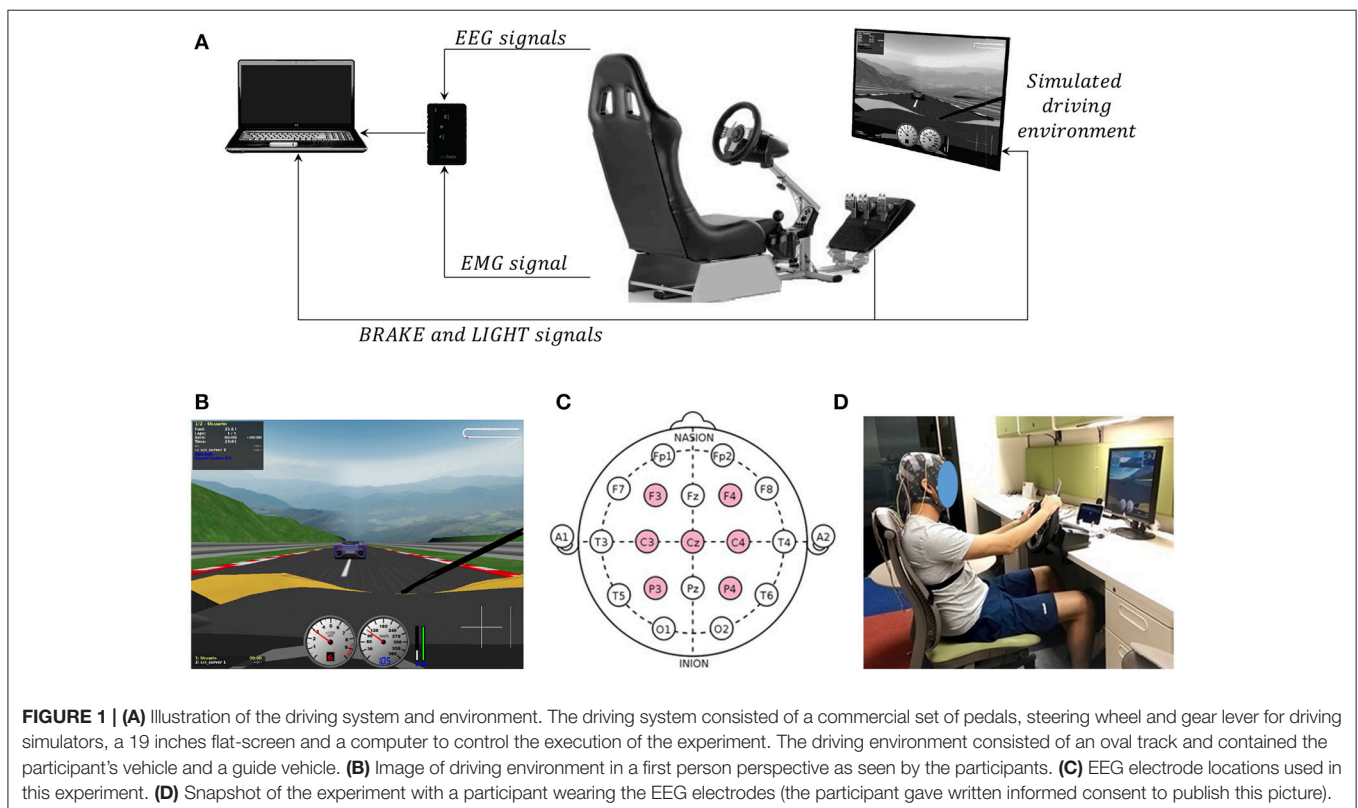 A
EEG signals
Simulated
driving
environment
EMG signal
BRAKE and LIGHT signals
B
C
D
1/2 - Usuario
NASION
Fp1
Fp2
F7
F3
Fz
F4
F8
A1
T3
C3
Cz
C4
T4
A2
T5
P3
Pz
P4
T6
O1
O2
INION
FIGURE 1 | (A) Illustration of the driving system and environment. The driving system consisted of a commercial set of pedals, steering wheel and gear lever for driving
simulators, a 19 inches flat-screen and a computer to control the execution of the experiment. The driving environment consisted of an oval track and contained the
participant's vehicle and a guide vehicle. (B) Image of driving environment in a first person perspective as seen by the participants. (C) EEG electrode locations used in
this experiment. (D) Snapshot of the experiment with a participant wearing the EEG electrodes (the participant gave written informed consent to publish this picture).